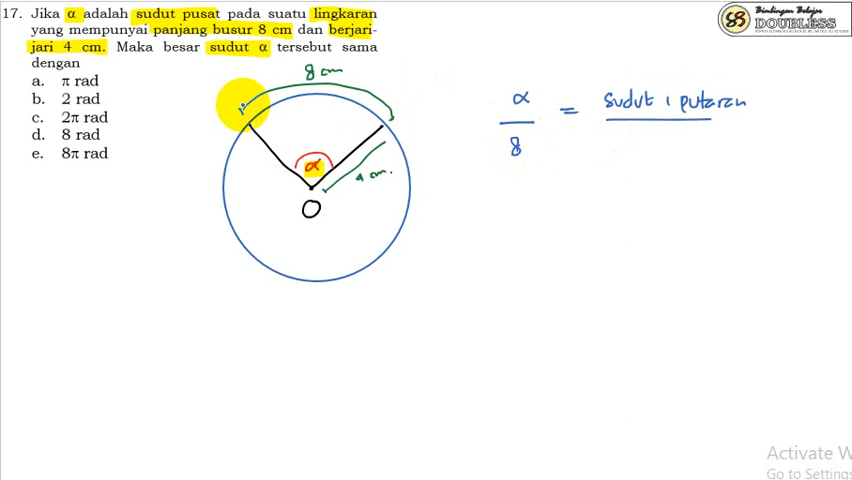 17. Jika α adalah sudut pusat pada suatu lingkaran
yang mempunyai panjang busur 8 cm dan berjari-
jari 4 cm. Maka besar sudut α tersebut sama
dengan
a. π rad
b. 2 rad
c. 2π rad
d. 8 rad
e. 8π rad
8 cm
α
4 cm.
O
α = sudut 1 putaran
8
Bimbingan Belajar
DOUBLESS
Activate W
Go to Settings